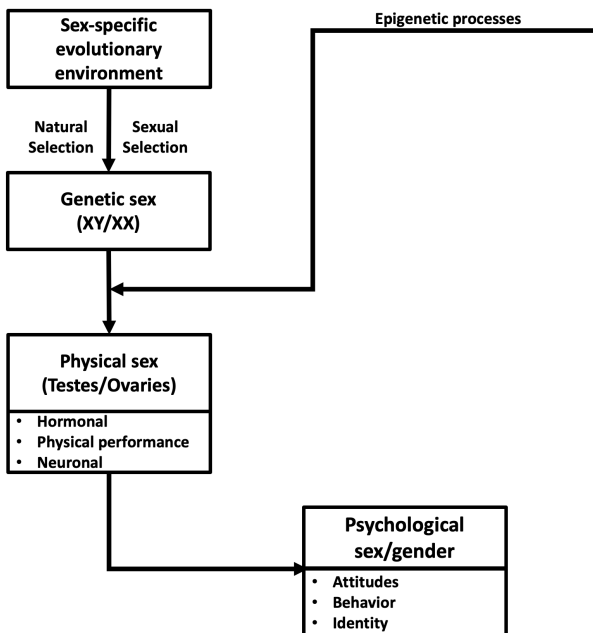 Epigenetic processes
Sex-specific
evolutionary
environment
Natural Sexual
Selection Selection
Genetic sex
(XY/XX)
Physical sex
(Testes/Ovaries)
• Hormonal
• Physical performance
• Neuronal
Psychological
sex/gender
• Attitudes
• Behavior
• Identity